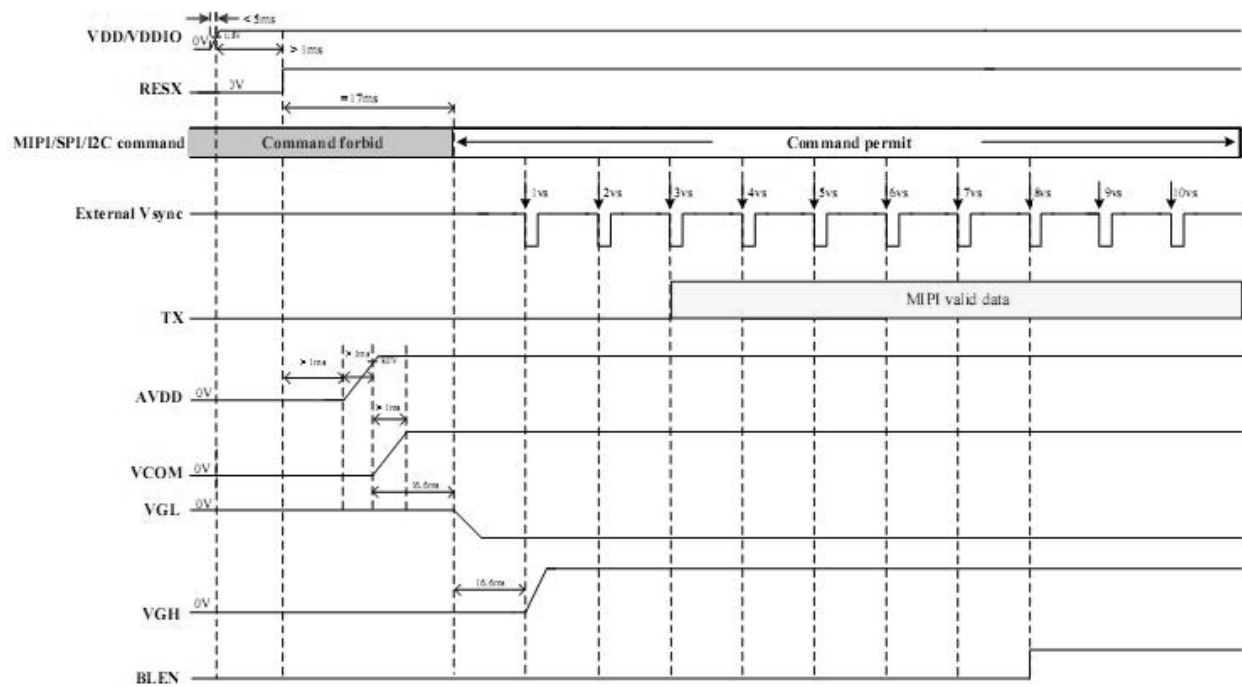 < 5ms
VDD/VDDIO
0V
> 1ms
RESX
0V
=17ms
MIPI/SPI/I2C command
Command forbid
Command permit
1vs
2vs
3vs
4vs
5vs
6vs
7vs
8vs
9vs
10vs
External Vsync
MIPI valid data
TX
> 1ms
> 1ms
AVDD
0V
> 1ms
VCOM
0V
16.6ms
VGL
0V
16.6ms
VGH
0V
BLEN